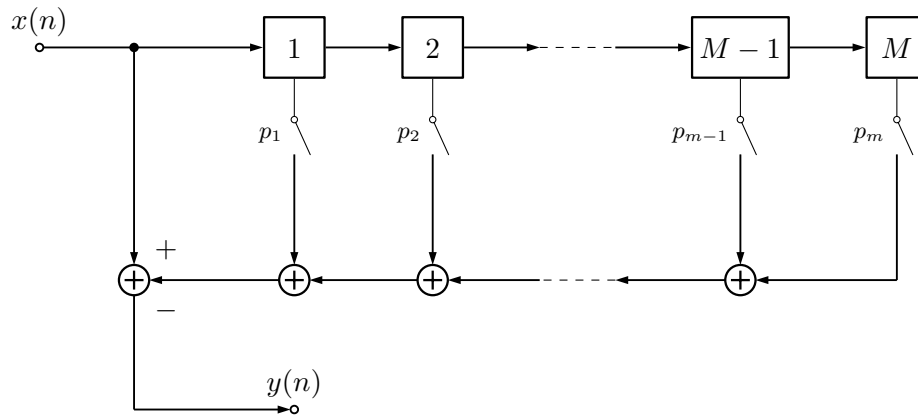 x(n)
1
2
M − 1
M
p₁
p₂
pₘ₋₁
pₘ
+
−
y(n)